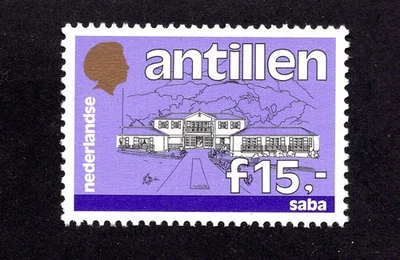 nederlandse
antillen
f15,-
saba